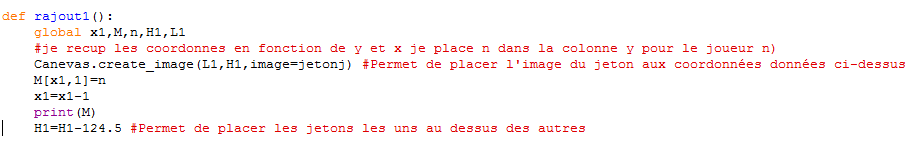 def rajout1():
    global x1,M,n,H1,L1
    #je recup les coordonnes en fonction de y et x je place n dans la colonne y pour le joueur n)
    Canevas.create_image(L1,H1,image=jetonj) #Permet de placer l'image du jeton aux coordonnées données ci-dessus
    M[x1,1]=n
    x1=x1-1
    print(M)
    H1=H1-124.5 #Permet de placer les jetons les uns au dessus des autres